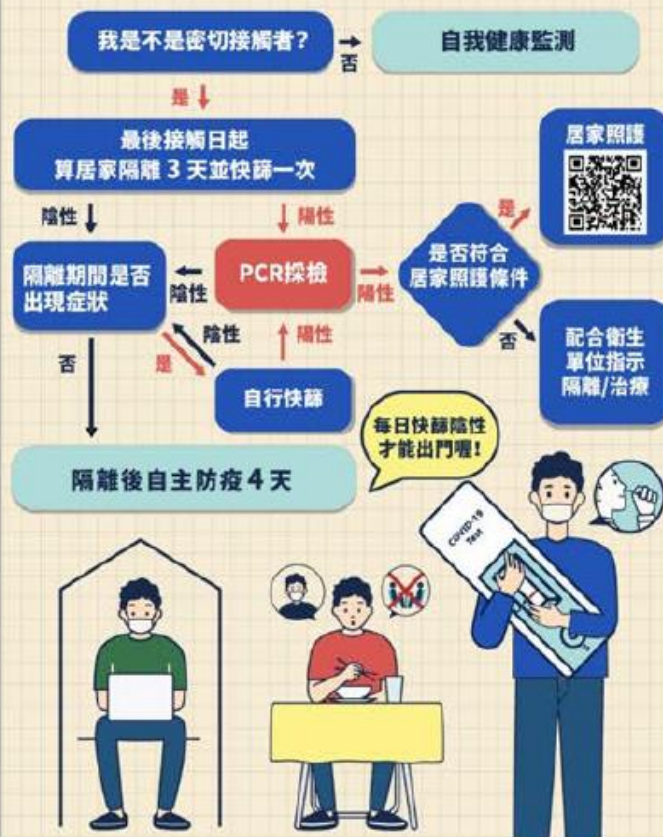 我是不是密切接觸者?
否
自我健康監測
是
最後接觸日起
算居家隔離 3 天並快篩一次
居家照護
陰性
陽性
是
隔離期間是否
出現症狀
陰性
PCR採檢
陽性
是否符合
居家照護條件
否
是
陰性
陽性
否
配合衛生
單位指示
隔離/治療
自行快篩
每日快篩陰性
才能出門喔!
隔離後自主防疫 4 天
COVID-19
Test